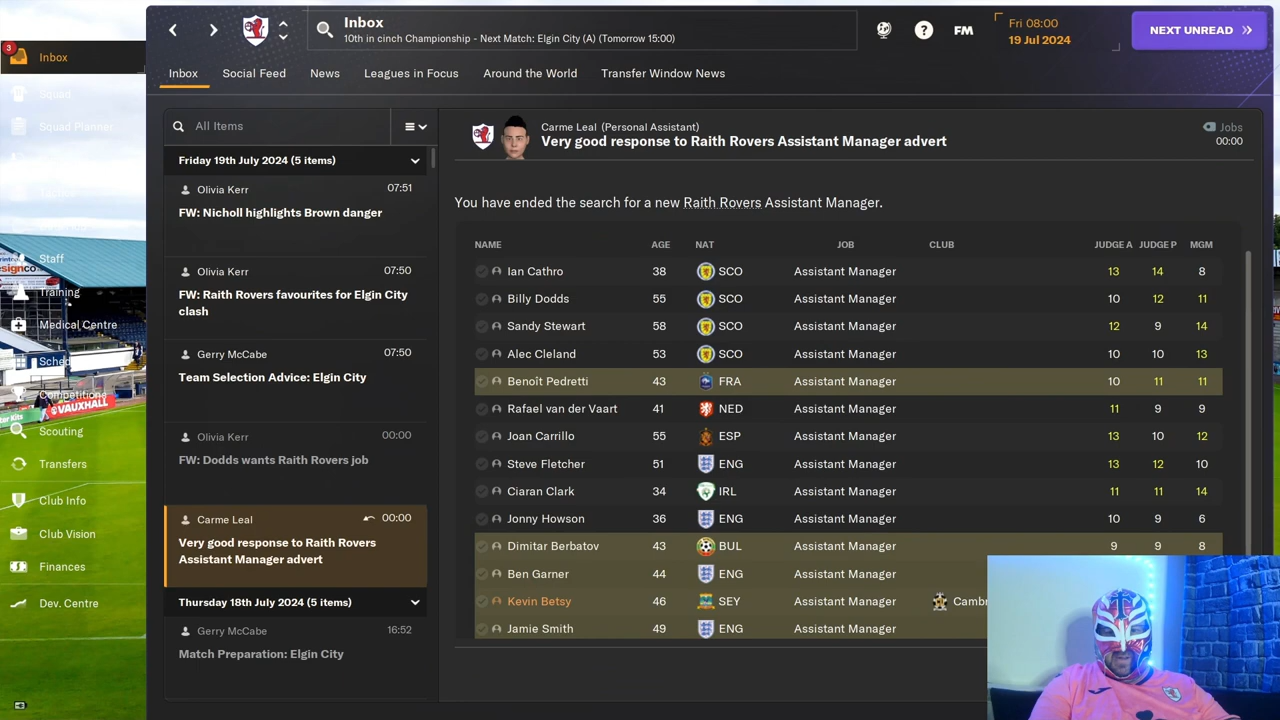 Inbox
10th in cinch Championship - Next Match: Elgin City (A) (Tomorrow 15:00)
FM
Fri 08:00
19 Jul 2024
NEXT UNREAD
3
Inbox
Squad
Squad Planner
Staff
Training
Medical Centre
Sched
Competitions
Scouting
Transfers
Club Info
Club Vision
Finances
Dev. Centre
VAUXHALL
Inbox Social Feed News Leagues in Focus Around the World Transfer Window News
All Items
Friday 19th July 2024 (5 items)
Olivia Kerr 07:51
FW: Nicholl highlights Brown danger
Olivia Kerr 07:50
FW: Raith Rovers favourites for Elgin City
clash
Gerry McCabe 07:50
Team Selection Advice: Elgin City
Olivia Kerr 00:00
FW: Dodds wants Raith Rovers job
Carme Leal 00:00
Very good response to Raith Rovers
Assistant Manager advert
Thursday 18th July 2024 (5 items)
Gerry McCabe 16:52
Match Preparation: Elgin City
Carme Leal (Personal Assistant)
Very good response to Raith Rovers Assistant Manager advert
Jobs
00:00
You have ended the search for a new Raith Rovers Assistant Manager.
NAME AGE NAT JOB CLUB JUDGE A JUDGE P MGM
Ian Cathro 38 SCO Assistant Manager 13 14 8
Billy Dodds 55 SCO Assistant Manager 10 12 11
Sandy Stewart 58 SCO Assistant Manager 12 9 14
Alec Cleland 53 SCO Assistant Manager 10 10 13
Benoît Pedretti 43 FRA Assistant Manager 10 11 11
Rafael van der Vaart 41 NED Assistant Manager 11 9 9
Joan Carrillo 55 ESP Assistant Manager 13 10 12
Steve Fletcher 51 ENG Assistant Manager 13 12 10
Ciaran Clark 34 IRL Assistant Manager 11 11 14
Jonny Howson 36 ENG Assistant Manager 10 9 6
Dimitar Berbatov 43 BUL Assistant Manager 9 9 8
Ben Garner 44 ENG Assistant Manager
Kevin Betsy 46 SEY Assistant Manager Camb
Jamie Smith 49 ENG Assistant Manager